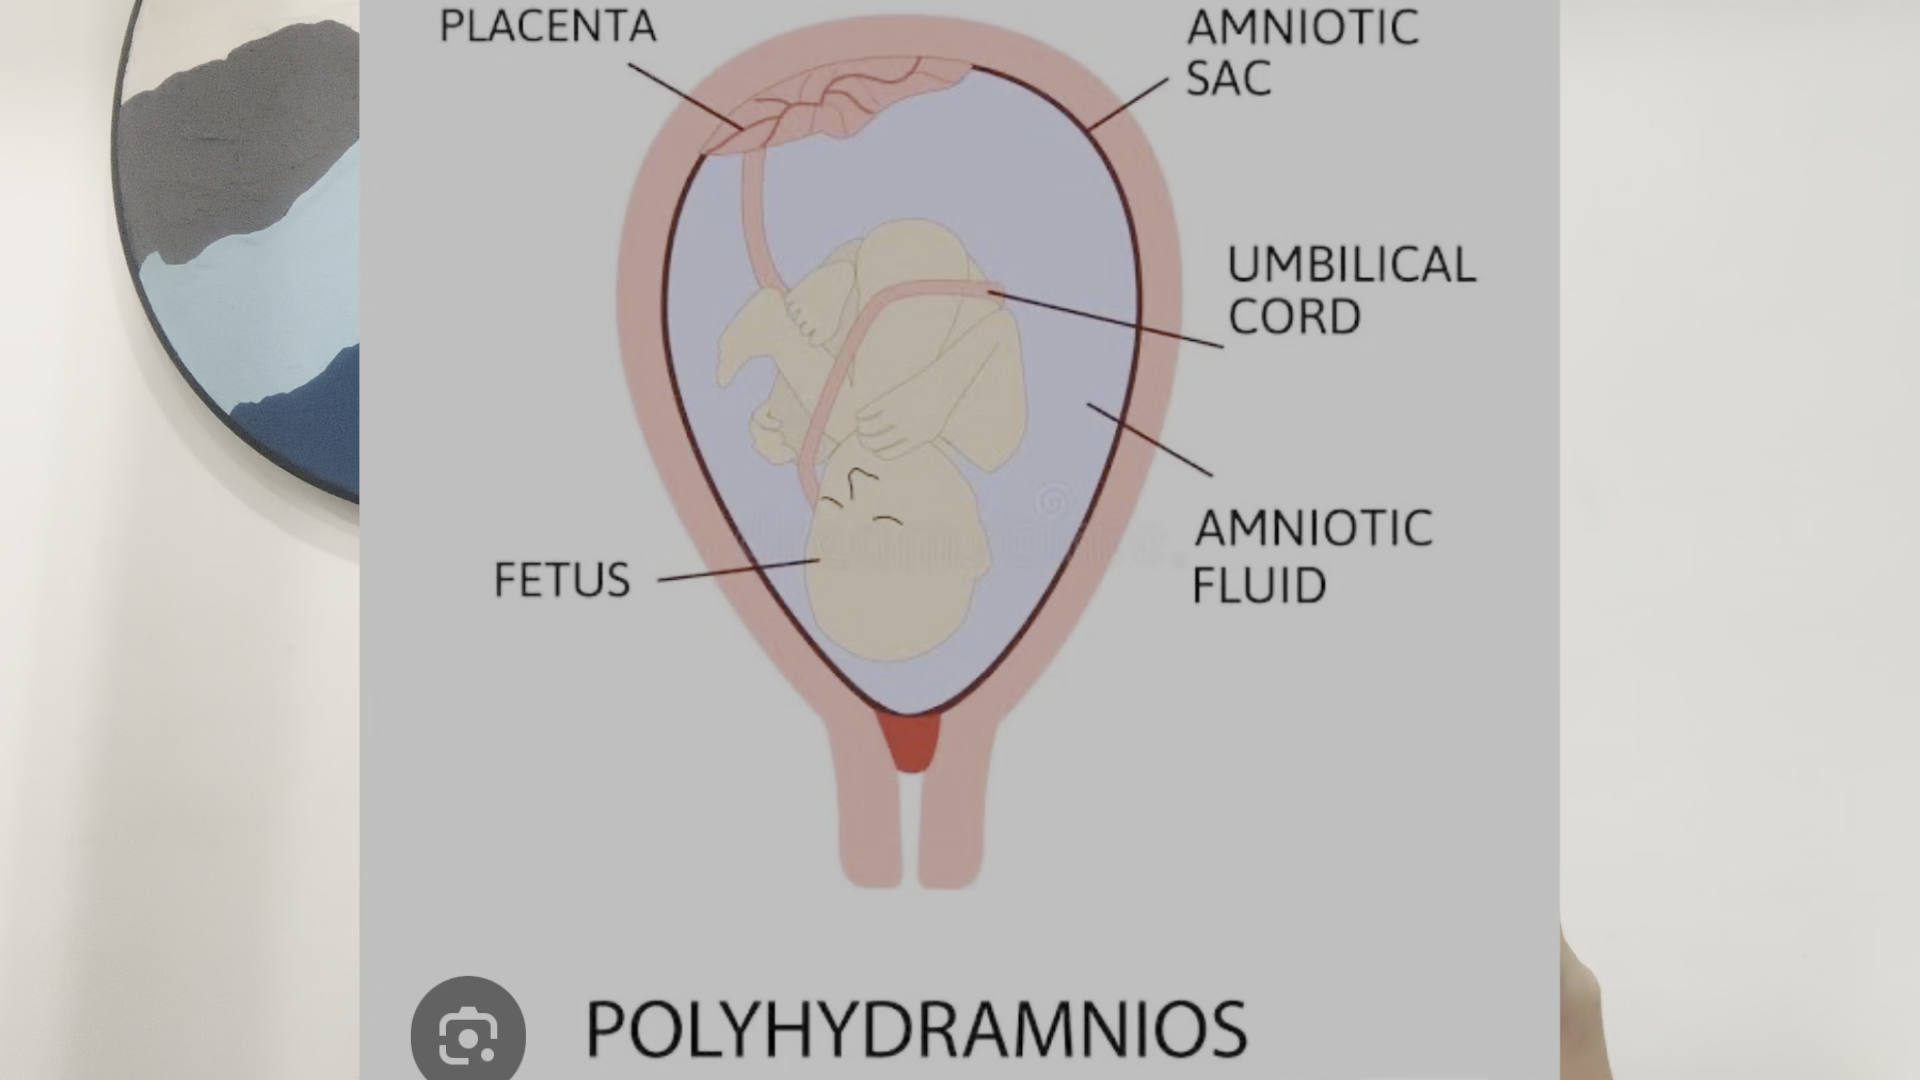 PLACENTA
AMNIOTIC
SAC
UMBILICAL
CORD
AMNIOTIC
FLUID
FETUS
POLYHYDRAMNIOS